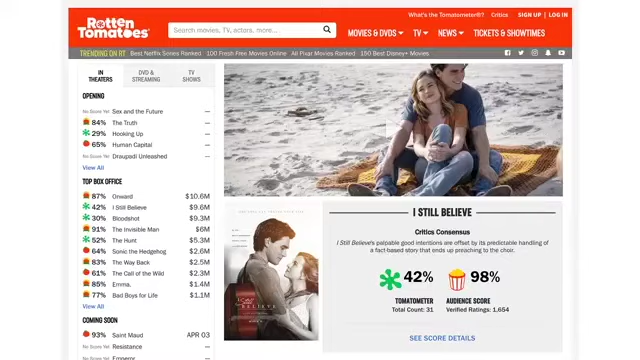 What's the Tomatometer®? Critics SIGN UP | LOG IN
Rotten
Tomatoes
Search movies, TV, actors, more...
MOVIES & DVDS TV NEWS TICKETS & SHOWTIMES
TRENDING ON RT Best Netflix Series Ranked 100 Fresh Free Movies Online All Pixar Movies Ranked 150 Best Disney+ Movies
IN THEATERS DVD & STREAMING TV SHOWS
OPENING
No Score Yet Sex and the Future —
84% The Truth —
29% Hooking Up —
65% Human Capital —
No Score Yet Draupadi Unleashed —
View All
TOP BOX OFFICE
87% Onward $10.6M
42% I Still Believe $9.6M
30% Bloodshot $9.3M
91% The Invisible Man $6M
52% The Hunt $5.3M
64% Sonic the Hedgehog $2.6M
83% The Way Back $2.5M
61% The Call of the Wild $2.3M
85% Emma. $1.4M
77% Bad Boys for Life $1.1M
View All
COMING SOON
93% Saint Maud APR 03
No Score Yet Resistance —
No Score Yet Emperor —
I STILL BELIEVE
Critics Consensus
I Still Believe's palpable good intentions are offset by its predictable handling of
a fact-based story that ends up preaching to the choir.
42% 98%
TOMATOMETER AUDIENCE SCORE
Total Count: 31 Verified Ratings: 1,654
SEE SCORE DETAILS
I STILL
BELIEVE